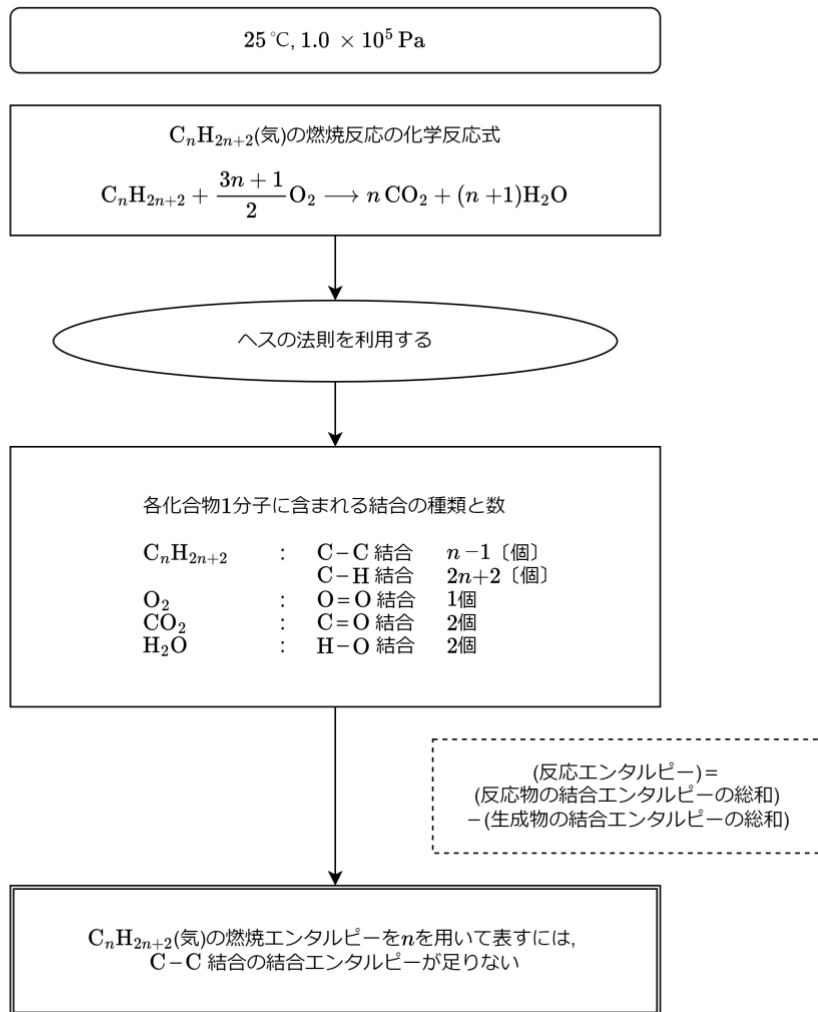 25 ℃, 1.0 × 10⁵ Pa
CₙH₂ₙ₊₂(気)の燃焼反応の化学反応式
CₙH₂ₙ₊₂ + (3n + 1)/2 O₂ ⟶ n CO₂ + (n +1)H₂O
ヘスの法則を利用する
各化合物1分子に含まれる結合の種類と数
CₙH₂ₙ₊₂ : C−C 結合 n−1〔個〕
C−H 結合 2n+2〔個〕
O₂ : O=O 結合 1個
CO₂ : C=O 結合 2個
H₂O : H−O 結合 2個
(反応エンタルピー)=
(反応物の結合エンタルピーの総和)
−(生成物の結合エンタルピーの総和)
CₙH₂ₙ₊₂(気)の燃焼エンタルピーをnを用いて表すには,
C−C 結合の結合エンタルピーが足りない